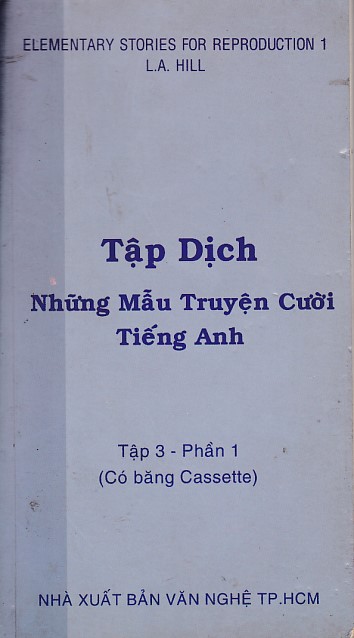 ELEMENTARY STORIES FOR REPRODUCTION 1
L.A. HILL
Tập Dịch
Những Mẫu Truyện Cười
Tiếng Anh
Tập 3 - Phần 1
(Có băng Cassette)
NHÀ XUẤT BẢN VĂN NGHỆ TP.HCM